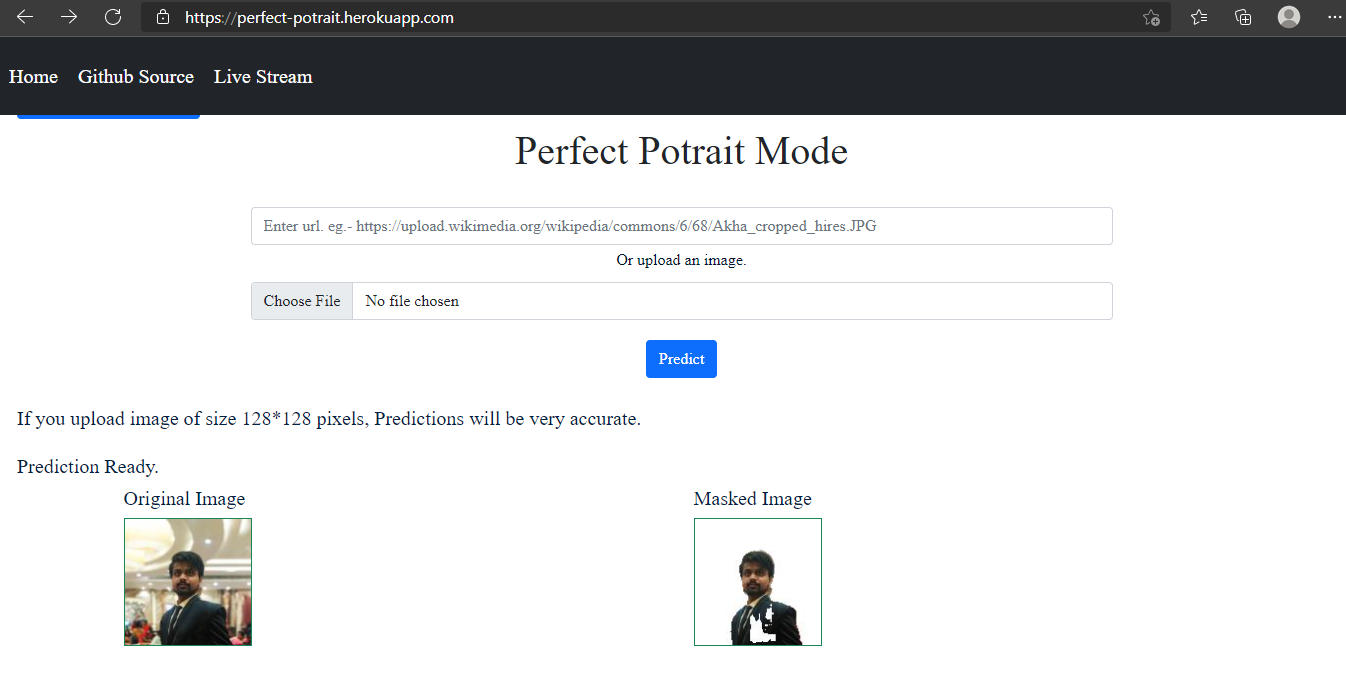 https://perfect-potrait.herokuapp.com
Home Github Source Live Stream
Perfect Potrait Mode
Enter url. eg.- https://upload.wikimedia.org/wikipedia/commons/6/68/Akha_cropped_hires.JPG
Or upload an image.
Choose File No file chosen
Predict
If you upload image of size 128*128 pixels, Predictions will be very accurate.
Prediction Ready.
Original Image Masked Image